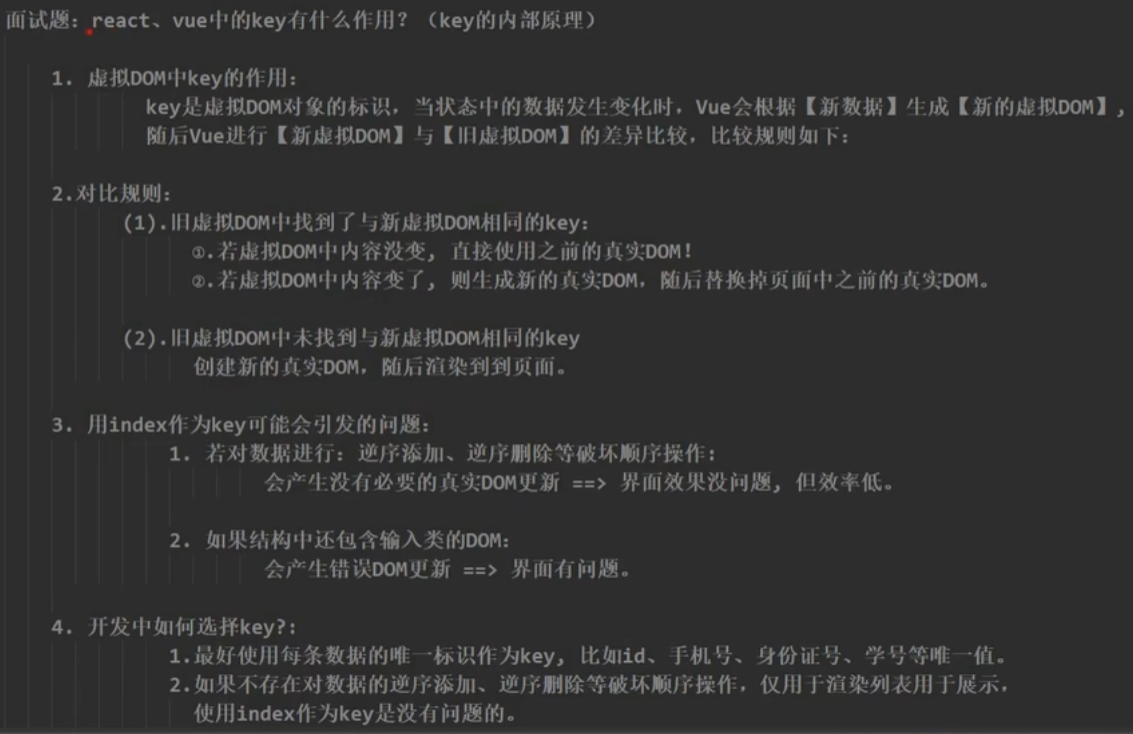 面试题：react、vue中的key有什么作用？（key的内部原理）
1. 虚拟DOM中key的作用：
key是虚拟DOM对象的标识，当状态中的数据发生变化时，Vue会根据【新数据】生成【新的虚拟DOM】，
随后Vue进行【新虚拟DOM】与【旧虚拟DOM】的差异比较，比较规则如下：
2.对比规则：
(1).旧虚拟DOM中找到了与新虚拟DOM相同的key：
①.若虚拟DOM中内容没变, 直接使用之前的真实DOM！
②.若虚拟DOM中内容变了, 则生成新的真实DOM，随后替换掉页面中之前的真实DOM。
(2).旧虚拟DOM中未找到与新虚拟DOM相同的key
创建新的真实DOM，随后渲染到到页面。
3. 用index作为key可能会引发的问题：
1. 若对数据进行：逆序添加、逆序删除等破坏顺序操作:
会产生没有必要的真实DOM更新 ==> 界面效果没问题, 但效率低。
2. 如果结构中还包含输入类的DOM：
会产生错误DOM更新 ==> 界面有问题。
4. 开发中如何选择key?:
1.最好使用每条数据的唯一标识作为key, 比如id、手机号、身份证号、学号等唯一值。
2.如果不存在对数据的逆序添加、逆序删除等破坏顺序操作，仅用于渲染列表用于展示，
使用index作为key是没有问题的。